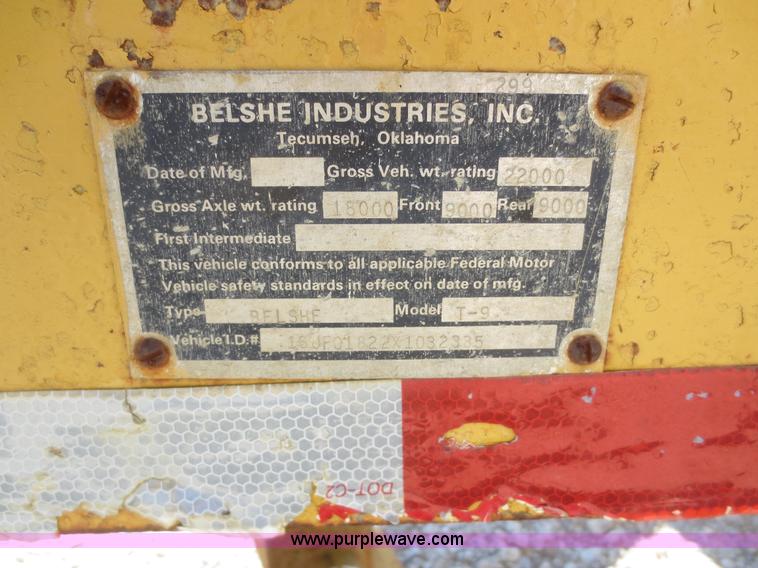 299
BELSHE INDUSTRIES, INC.
Tecumseh, Oklahoma
Date of Mfg. Gross Veh. wt. rating 22000
Gross Axle wt. rating 18000 Front 9000 Rear 9000
First Intermediate
This vehicle conforms to all applicable Federal Motor
Vehicle safety standards in effect on date of mfg.
Type BELSHE Model T-9
Vehicle I.D.# 16JF01822X1032335
DOT-C2
www.purplewave.com